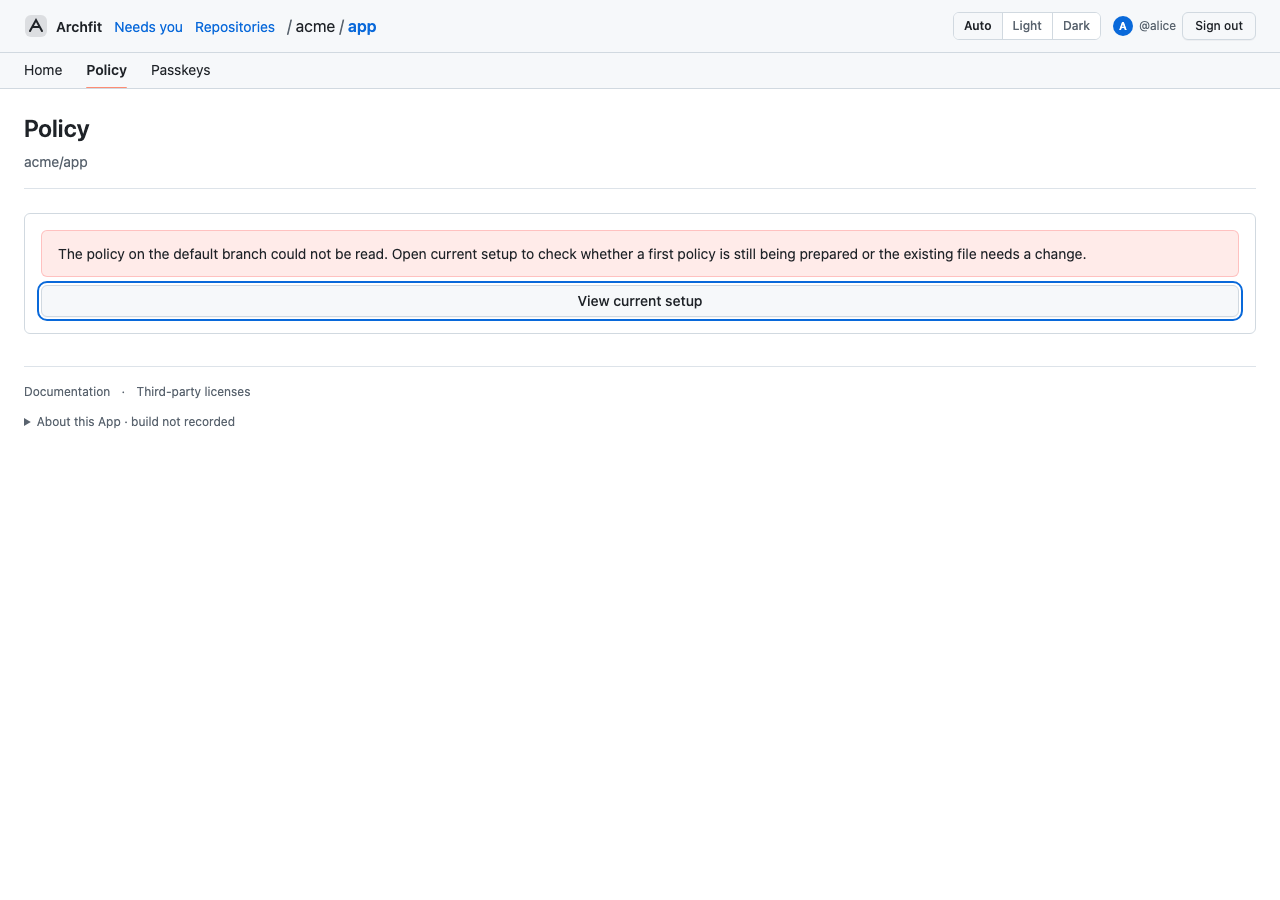 Archfit Needs you Repositories / acme / app Auto Light Dark A @alice Sign out
Home Policy Passkeys
Policy
acme/app
The policy on the default branch could not be read. Open current setup to check whether a first policy is still being prepared or the existing file needs a change.
View current setup
Documentation · Third-party licenses
About this App · build not recorded